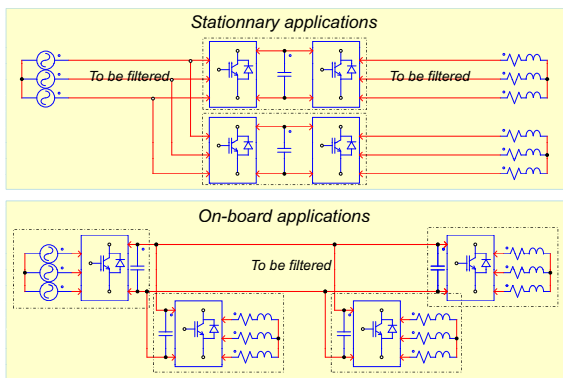 Stationnary applications
To be filtered
To be filtered
On-board applications
To be filtered